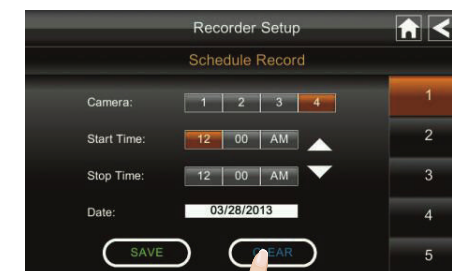 Recorder Setup
Schedule Record
Camera: 1 2 3 4
Start Time: 12 00 AM
Stop Time: 12 00 AM
Date: 03/28/2013
SAVE CLEAR
1
2
3
4
5